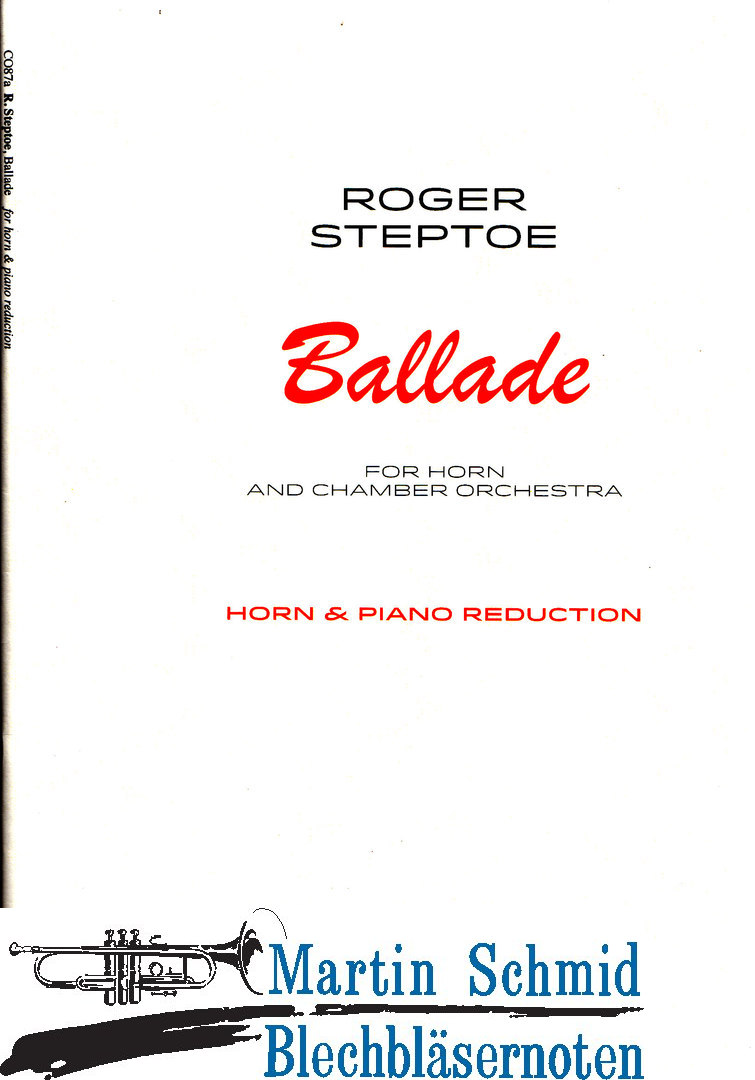 CO87a R. Steptoe, Ballade for horn & piano reduction
ROGER
STEPTOE
Ballade
FOR HORN
AND CHAMBER ORCHESTRA
HORN & PIANO REDUCTION
Martin Schmid
Blechbläsernoten